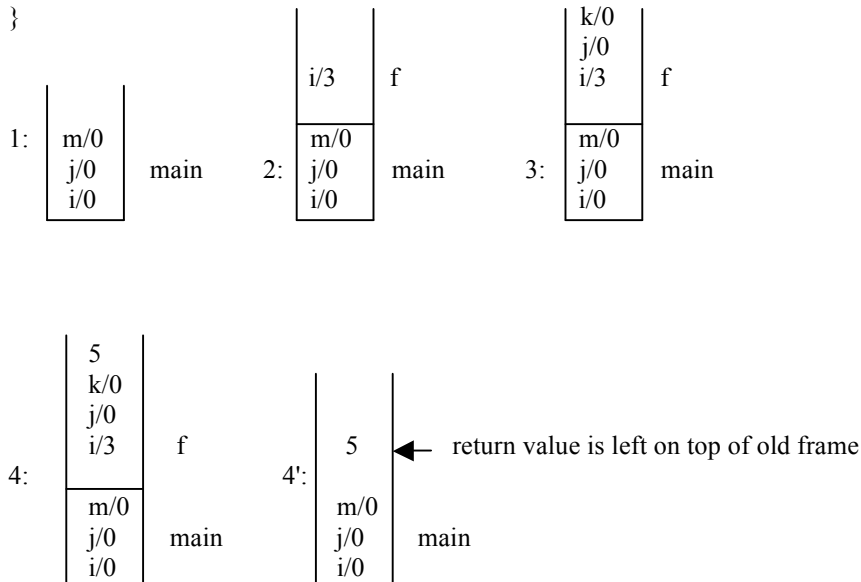 }
k/0
j/0
i/3 f i/3 f
1: m/0 2: m/0 3: m/0
j/0 main j/0 main j/0 main
i/0 i/0 i/0
5
k/0
j/0
i/3 f 5 return value is left on top of old frame
4: 4':
m/0 m/0
j/0 main j/0 main
i/0 i/0